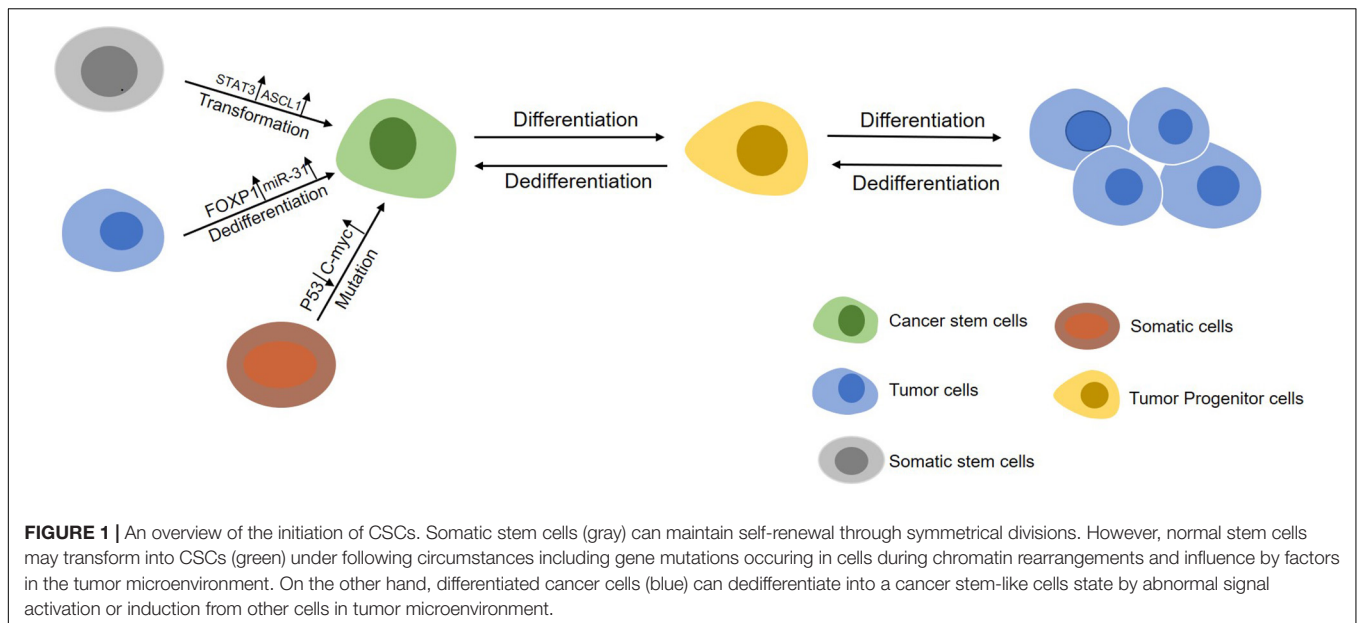 STAT3 ASCL1
Transformation
Differentiation
Differentiation
Dedifferentiation
Dedifferentiation
FOXP1 miR-31
Dedifferentiation
P53 C-myc
Mutation
Cancer stem cells
Somatic cells
Tumor cells
Tumor Progenitor cells
Somatic stem cells
FIGURE 1 | An overview of the initiation of CSCs. Somatic stem cells (gray) can maintain self-renewal through symmetrical divisions. However, normal stem cells
may transform into CSCs (green) under following circumstances including gene mutations occuring in cells during chromatin rearrangements and influence by factors
in the tumor microenvironment. On the other hand, differentiated cancer cells (blue) can dedifferentiate into a cancer stem-like cells state by abnormal signal
activation or induction from other cells in tumor microenvironment.